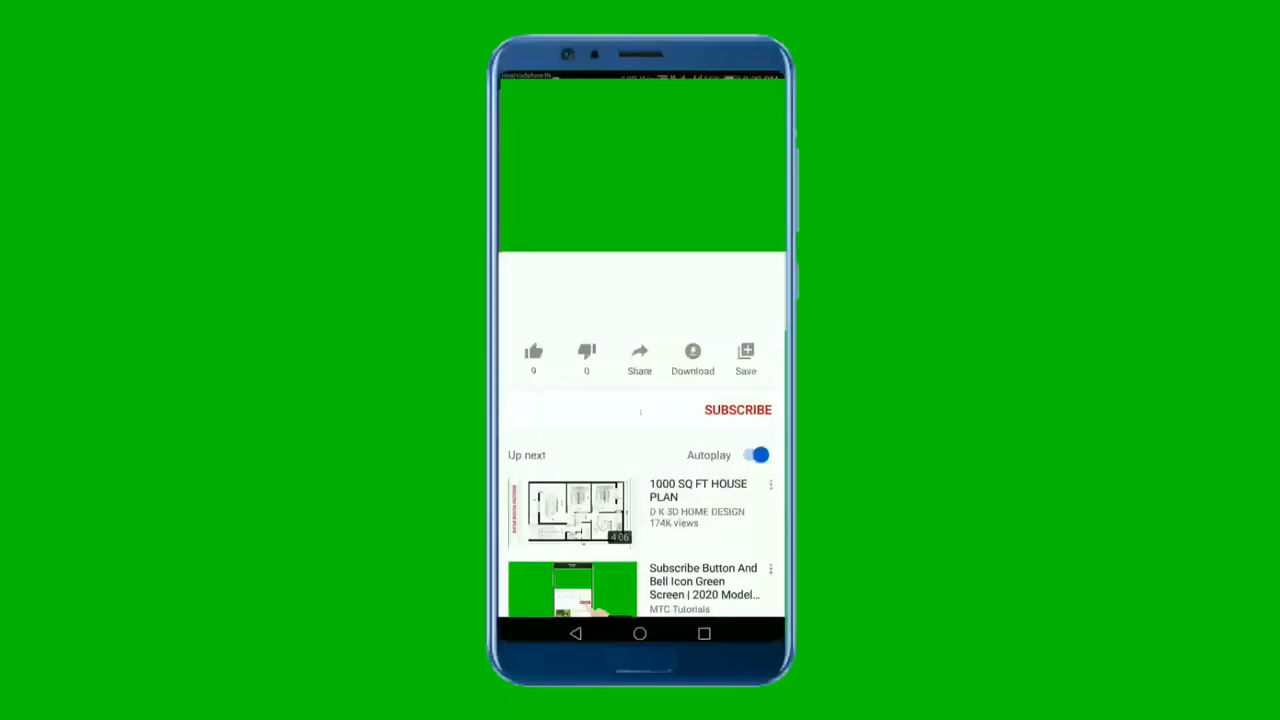 9
0
Share
Download
Save
SUBSCRIBE
Up next
Autoplay
1000 SQ FT HOUSE
PLAN
D K 3D HOME DESIGN
174K views
4:06
Subscribe Button And
Bell Icon Green
Screen | 2020 Model...
MTC Tutorials